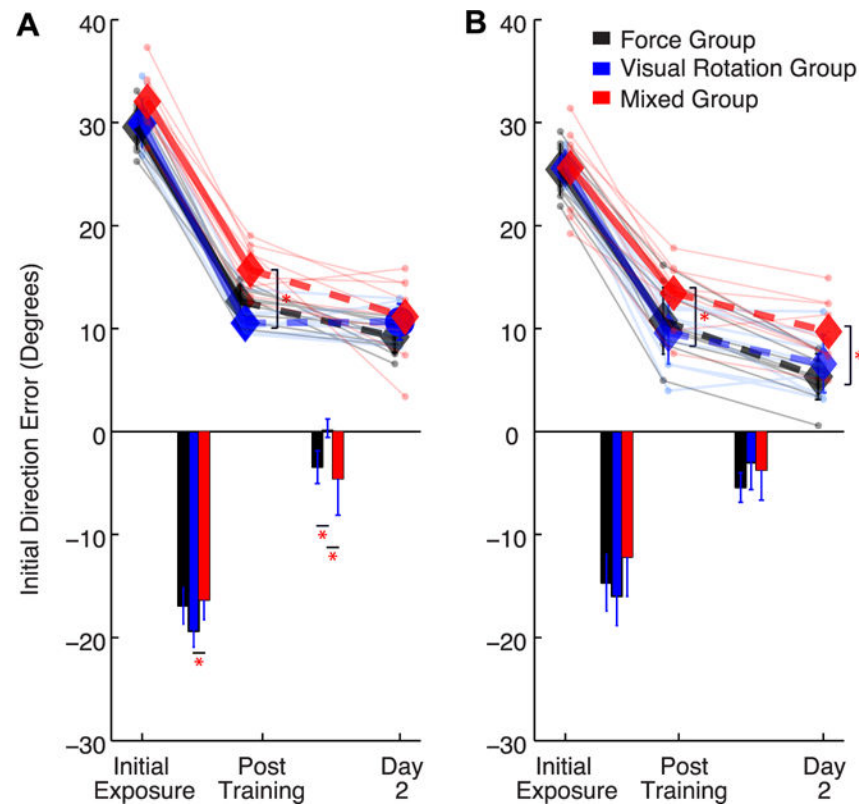 A
B
Force Group
Visual Rotation Group
Mixed Group
Initial Direction Error (Degrees)
40
30
20
10
0
−10
−20
−30
*
*
*
*
Initial
Exposure
Post
Training
Day
2
40
30
20
10
0
−10
−20
−30
*
*
Initial
Exposure
Post
Training
Day
2